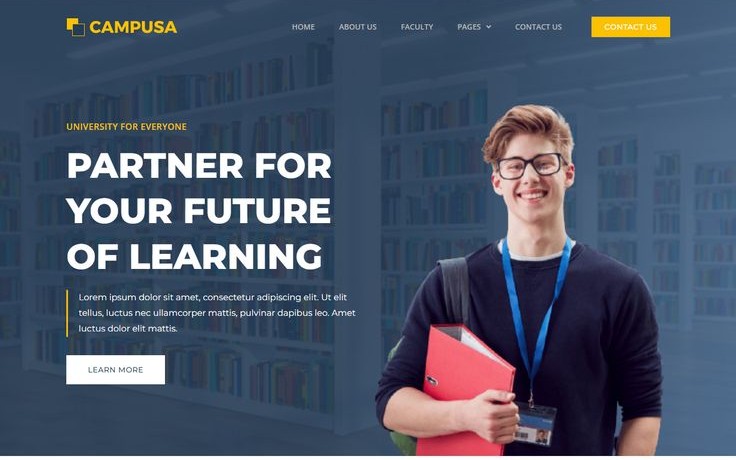 CAMPUSA
HOME
ABOUT US
FACULTY
PAGES
CONTACT US
CONTACT US
UNIVERSITY FOR EVERYONE
PARTNER FOR
YOUR FUTURE
OF LEARNING
Lorem ipsum dolor sit amet, consectetur adipiscing elit. Ut elit
tellus, luctus nec ullamcorper mattis, pulvinar dapibus leo. Amet
luctus dolor elit mattis.
LEARN MORE